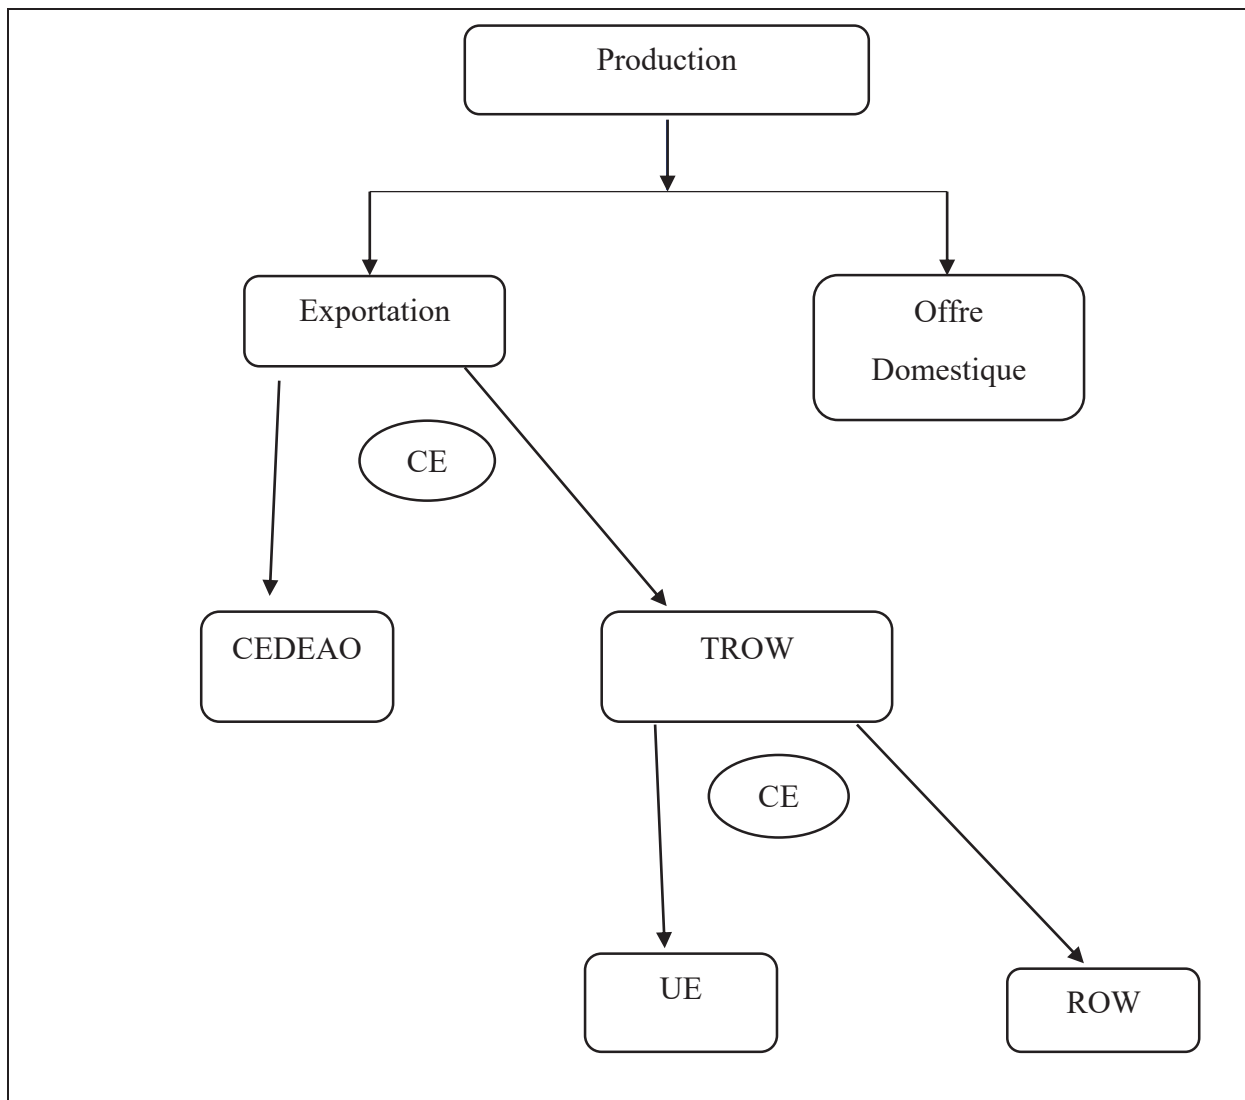 Production
Exportation
Offre
Domestique
CE
CEDEAO
TROW
CE
UE
ROW